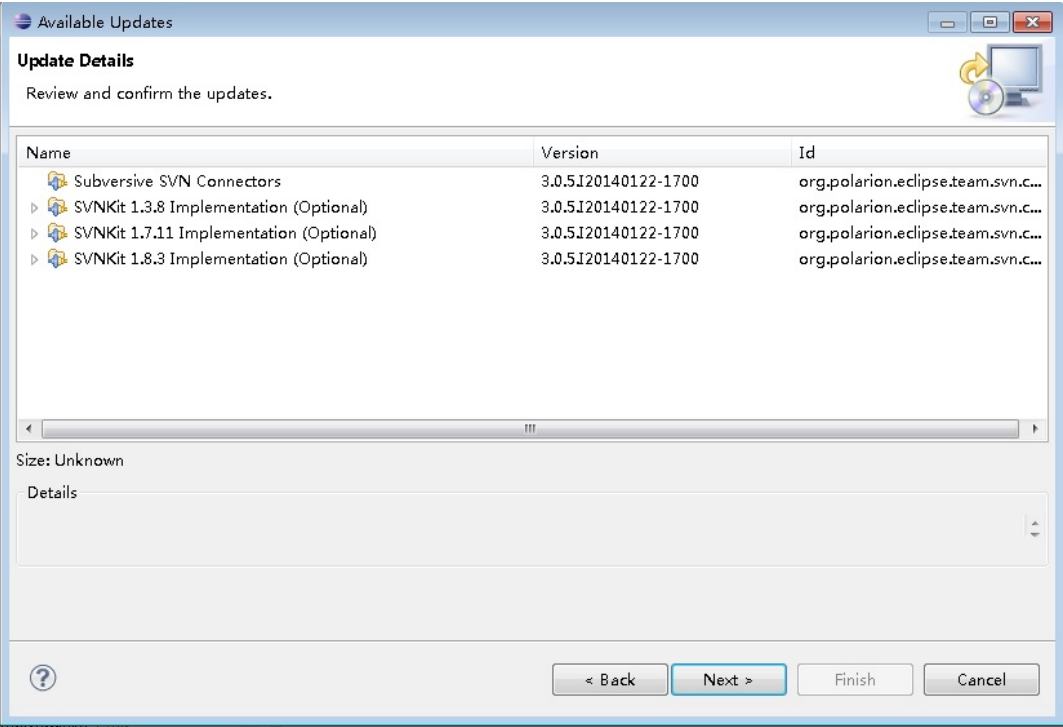 Available Updates
Update Details
Review and confirm the updates.
Name Version Id
Subversive SVN Connectors 3.0.5.I20140122-1700 org.polarion.eclipse.team.svn.c...
SVNKit 1.3.8 Implementation (Optional) 3.0.5.I20140122-1700 org.polarion.eclipse.team.svn.c...
SVNKit 1.7.11 Implementation (Optional) 3.0.5.I20140122-1700 org.polarion.eclipse.team.svn.c...
SVNKit 1.8.3 Implementation (Optional) 3.0.5.I20140122-1700 org.polarion.eclipse.team.svn.c...
Size: Unknown
Details
< Back Next > Finish Cancel